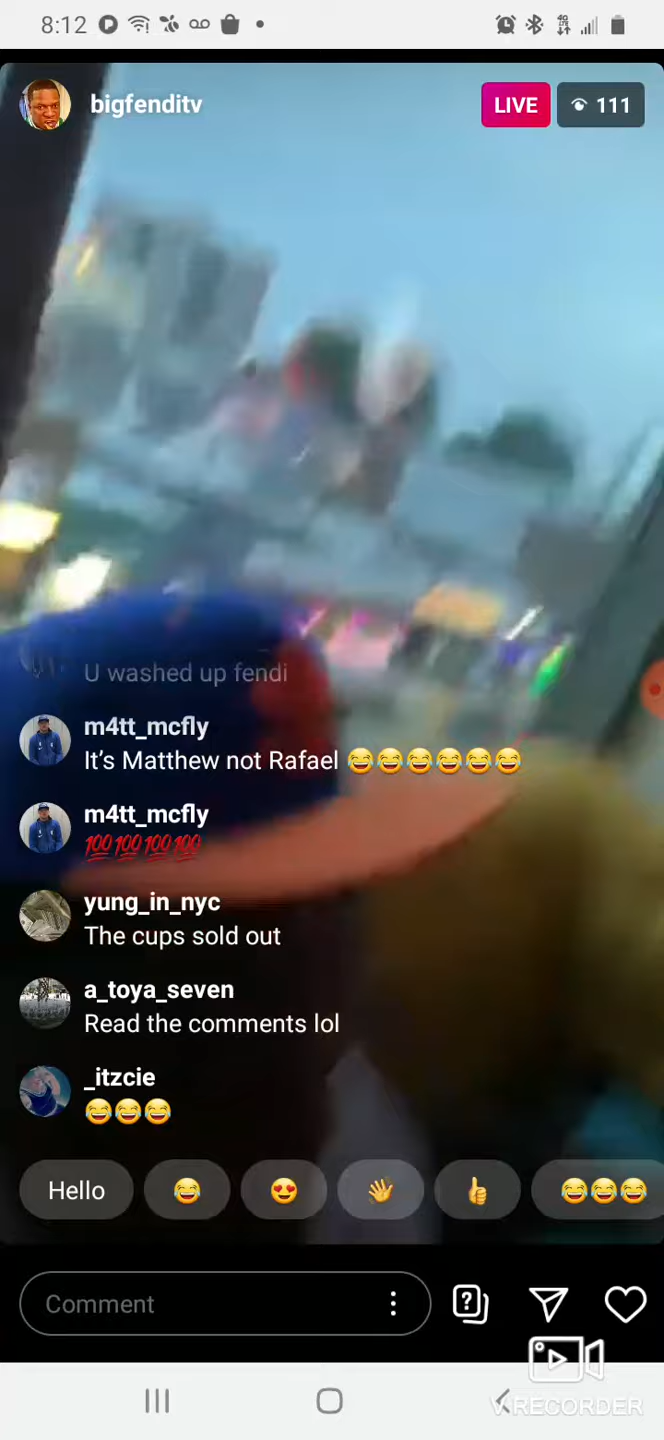 8:12
bigfenditv
LIVE
111
U washed up fendi
m4tt_mcfly
It’s Matthew not Rafael 😂😂😂😂😂😂
m4tt_mcfly
💯💯💯💯
yung_in_nyc
The cups sold out
a_toya_seven
Read the comments lol
_itzcie
😂😂😂
Hello 😂 😍 👋 👍 😂😂😂
Comment
V RECORDER